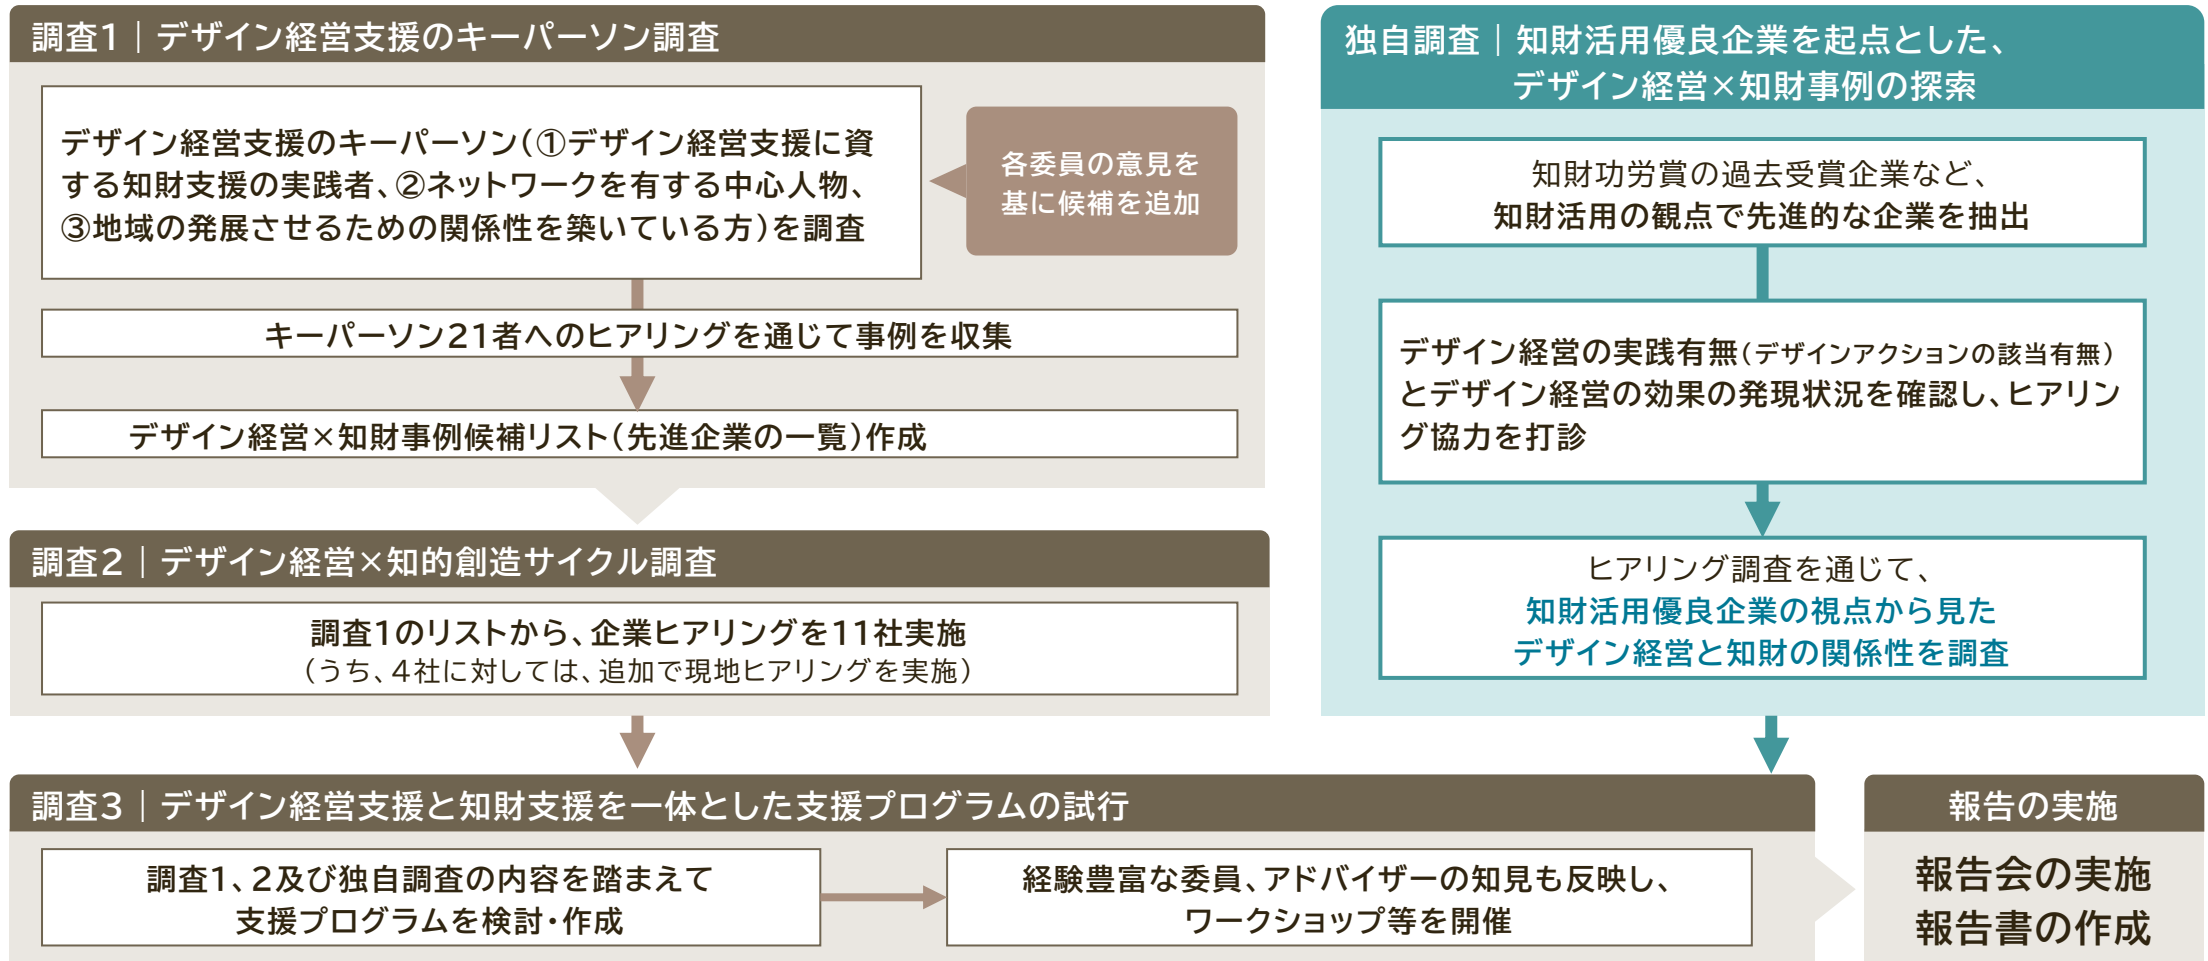 調査1｜デザイン経営支援のキーパーソン調査
デザイン経営支援のキーパーソン(①デザイン経営支援に資
する知財支援の実践者、②ネットワークを有する中心人物、
③地域の発展させるための関係性を築いている方)を調査
各委員の意見を
基に候補を追加
キーパーソン21者へのヒアリングを通じて事例を収集
デザイン経営×知財事例候補リスト(先進企業の一覧)作成
調査2｜デザイン経営×知的創造サイクル調査
調査1のリストから、企業ヒアリングを11社実施
(うち、4社に対しては、追加で現地ヒアリングを実施)
独自調査｜知財活用優良企業を起点とした、
デザイン経営×知財事例の探索
知財功労賞の過去受賞企業など、
知財活用の観点で先進的な企業を抽出
デザイン経営の実践有無(デザインアクションの該当有無)
とデザイン経営の効果の発現状況を確認し、ヒアリン
グ協力を打診
ヒアリング調査を通じて、
知財活用優良企業の視点から見た
デザイン経営と知財の関係性を調査
調査3｜デザイン経営支援と知財支援を一体とした支援プログラムの試行
調査1、2及び独自調査の内容を踏まえて
支援プログラムを検討・作成
経験豊富な委員、アドバイザーの知見も反映し、
ワークショップ等を開催
報告の実施
報告会の実施
報告書の作成